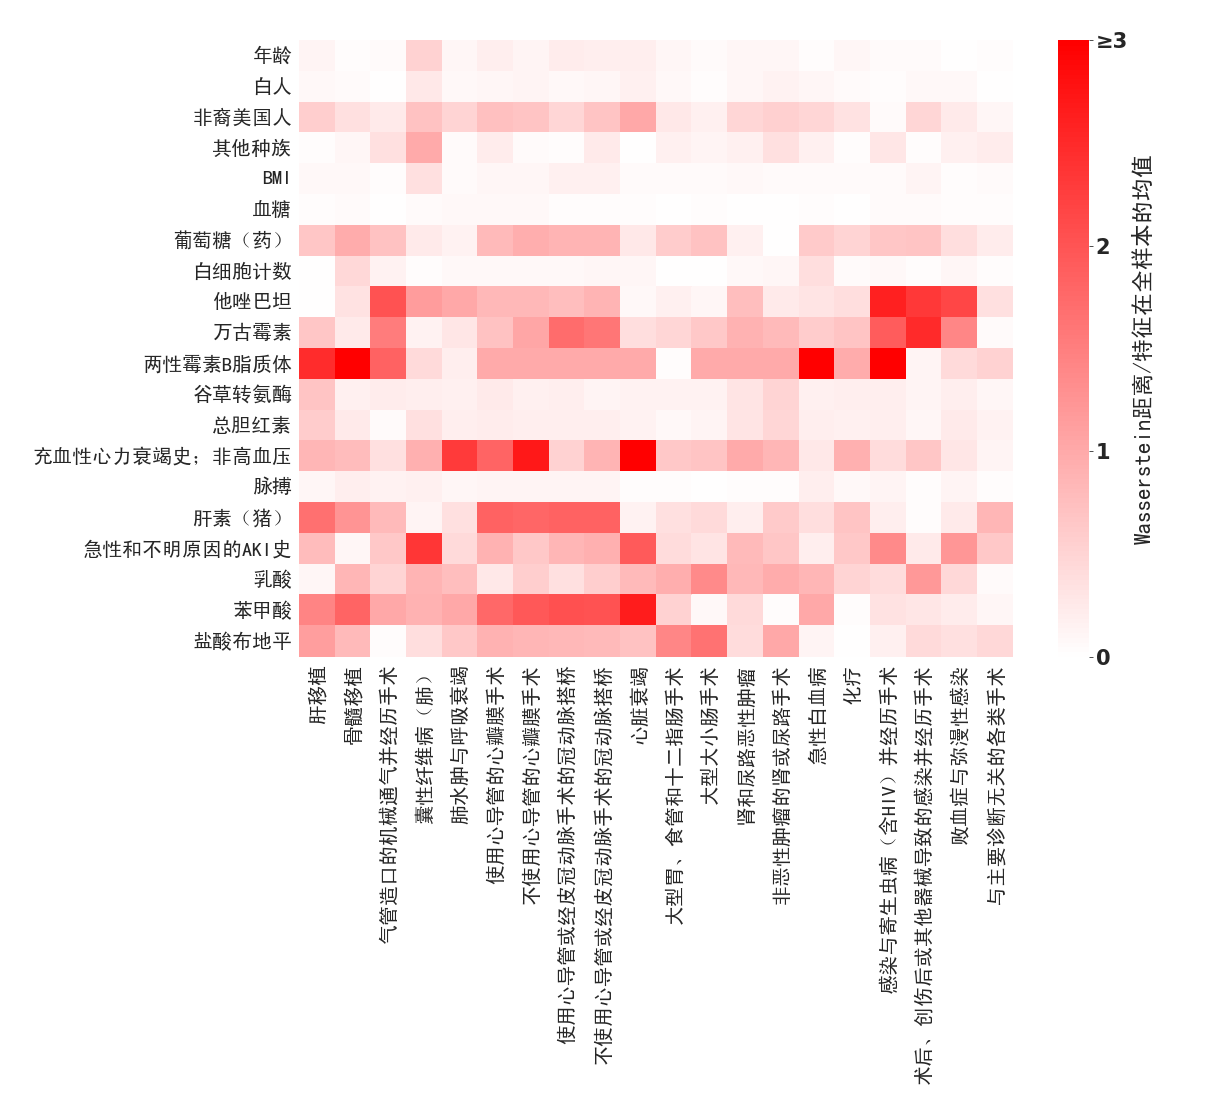 年龄
白人
非裔美国人
其他种族
BMI
血糖
葡萄糖（药）
白细胞计数
他唑巴坦
万古霉素
两性霉素B脂质体
谷草转氨酶
总胆红素
充血性心力衰竭史；非高血压
脉搏
肝素（猪）
急性和不明原因的AKI史
乳酸
苯甲酸
盐酸布地平
肝移植
骨髓移植
气管造口的机械通气并经历手术
囊性纤维病（肺）
肺水肿与呼吸衰竭
使用心导管的心瓣膜手术
不使用心导管的心瓣膜手术
使用心导管或经皮冠动脉手术的冠动脉搭桥
不使用心导管或经皮冠动脉手术的冠动脉搭桥
心脏衰竭
大型胃、食管和十二指肠手术
大型大小肠手术
肾和尿路恶性肿瘤
非恶性肿瘤的肾或尿路手术
急性白血病
化疗
感染与寄生虫病（含HIV）并经历手术
术后、创伤后或其他器械导致的感染并经历手术
败血症与弥漫性感染
与主要诊断无关的各类手术
≥3
2
1
0
Wasserstein距离/特征在全样本的均值